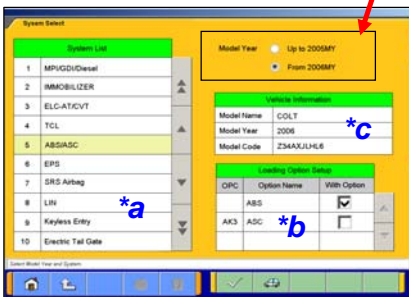 System Select
System List
1 MPI/GDI/Diesel
2 IMMOBILIZER
3 ELC-AT/CVT
4 TCL
5 ABS/ASC
6 EPS
7 SRS Airbag
8 LIN
9 Keyless Entry
10 Electric Tail Gate
*a
Model Year Up to 2005MY
From 2006MY
Vehicle Information
Model Name COLT
Model Year 2006
Model Code Z34AXJLHL6
*c
Loading Option Setup
OPC Option Name With Option
ABS
AK3 ASC
*b
Select Model Year and System